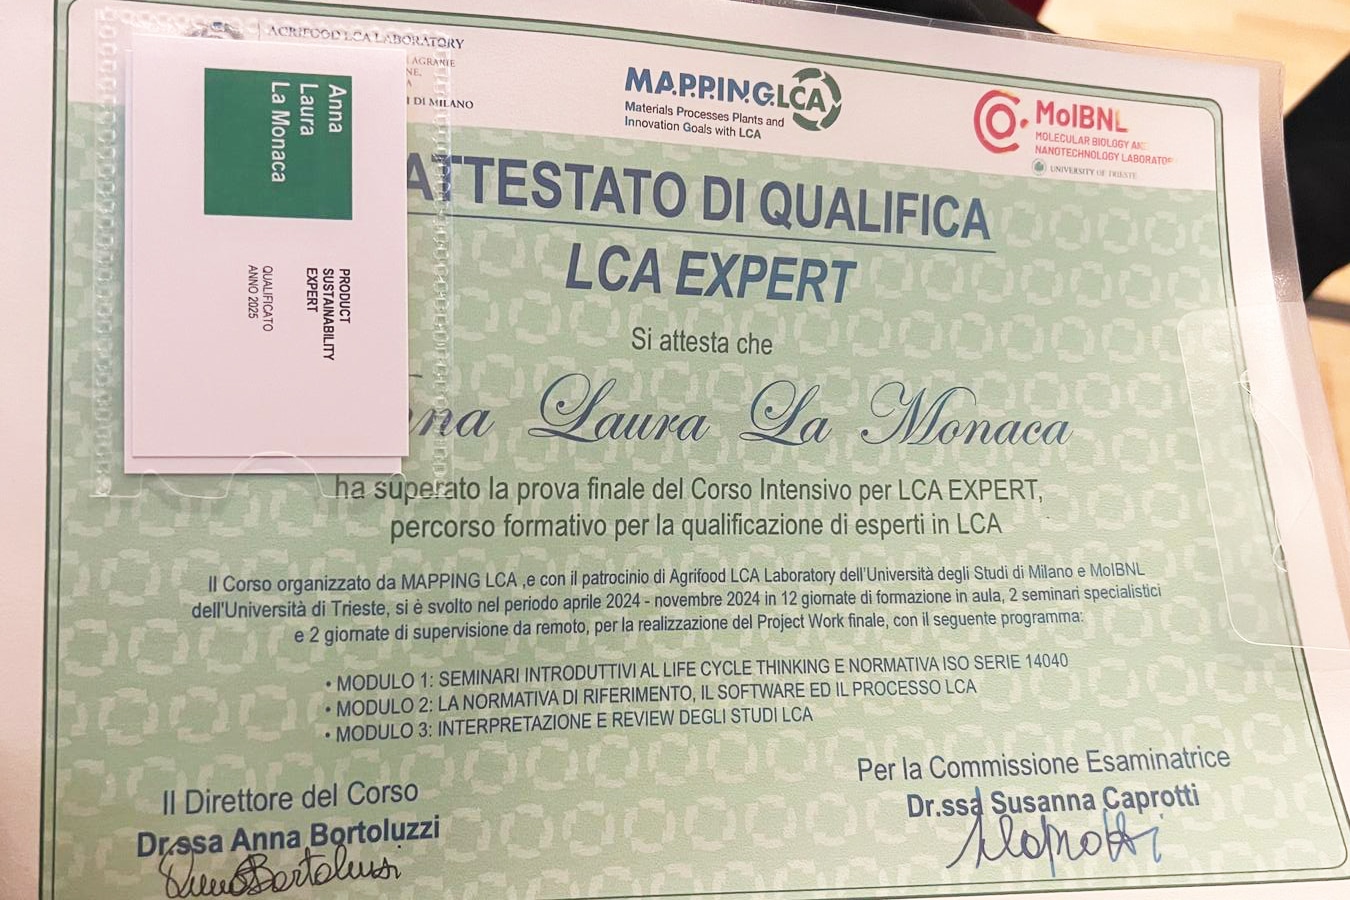 AGRIFOOD LCA LABORATORY
AGRARIE
NE,
A
I DI MILANO
MAPPINGLCA
Materials Processes Plants and
Innovation Goals with LCA
MolBNL
MOLECULAR BIOLOGY AND
NANOTECHNOLOGY LABORATOR
UNIVERSITY OF TRIESTE
Anna
Laura
La Monaca
PRODUCT
SUSTAINABILITY
EXPERT
QUALIFICATO
ANNO 2025
ATTESTATO DI QUALIFICA
LCA EXPERT
Si attesta che
nna Laura La Monaca
ha superato la prova finale del Corso Intensivo per LCA EXPERT,
percorso formativo per la qualificazione di esperti in LCA
Il Corso organizzato da MAPPING LCA ,e con il patrocinio di Agrifood LCA Laboratory dell'Università degli Studi di Milano e MolBNL
dell'Università di Trieste, si è svolto nel periodo aprile 2024 - novembre 2024 in 12 giornate di formazione in aula, 2 seminari specialistici
e 2 giornate di supervisione da remoto, per la realizzazione del Project Work finale, con il seguente programma:
• MODULO 1: SEMINARI INTRODUTTIVI AL LIFE CYCLE THINKING E NORMATIVA ISO SERIE 14040
• MODULO 2: LA NORMATIVA DI RIFERIMENTO, IL SOFTWARE ED IL PROCESSO LCA
• MODULO 3: INTERPRETAZIONE E REVIEW DEGLI STUDI LCA
Il Direttore del Corso
Dr.ssa Anna Bortoluzzi
Anna Bortoluzzi
Per la Commissione Esaminatrice
Dr.ssa Susanna Caprotti
SCaprotti